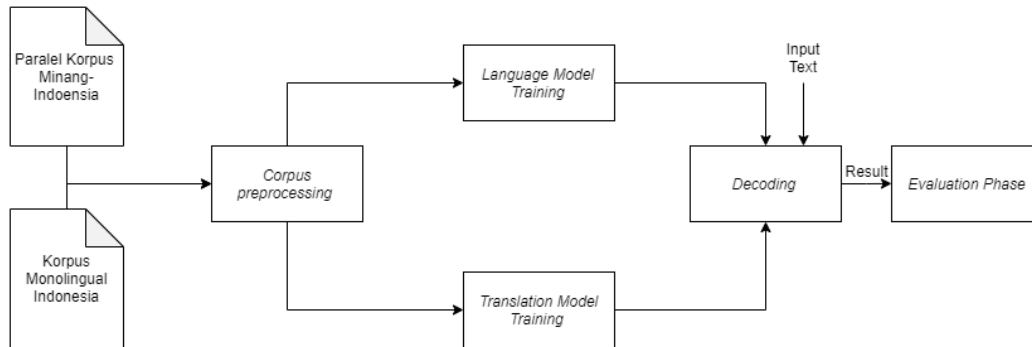 Paralel Korpus
Minang-
Indoensia
Korpus
Monolingual
Indonesia
Corpus
preprocessing
Language Model
Training
Translation Model
Training
Input
Text
Decoding
Result
Evaluation Phase